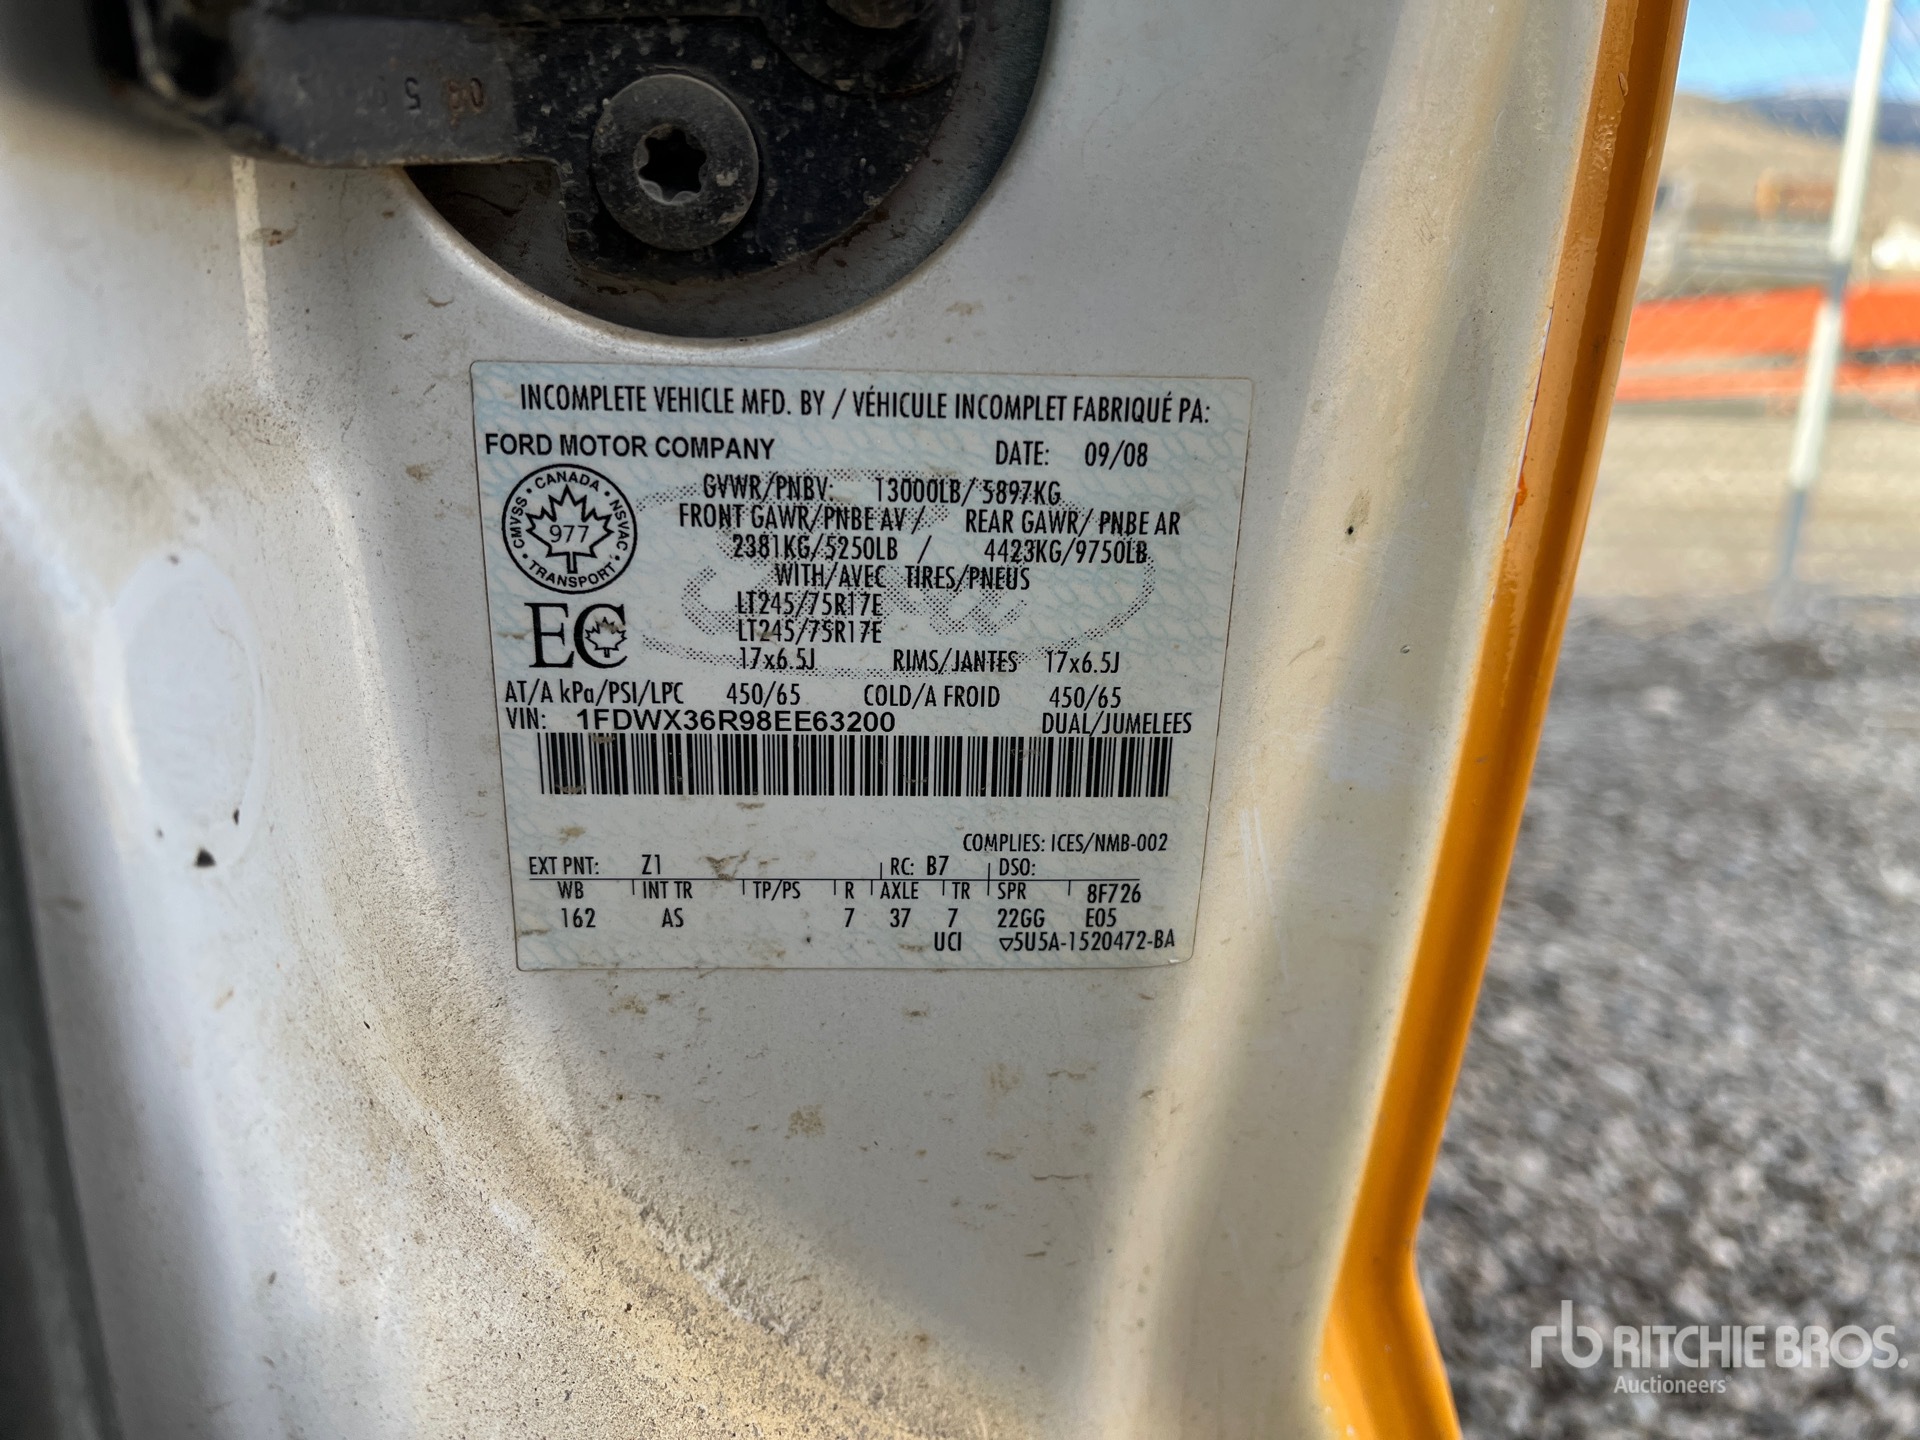 INCOMPLETE VEHICLE MFD. BY / VÉHICULE INCOMPLET FABRIQUÉ PA:
FORD MOTOR COMPANY DATE: 09/08
GVWR/PNBV: 13000LB/ 5897KG
FRONT GAWR/PNBE AV / REAR GAWR/ PNBE AR
2381KG/5250LB / 4423KG/9750LB
WITH/AVEC TIRES/PNEUS
LT245/75R17E
LT245/75R17E
17x6.5J RIMS/JANTES 17x6.5J
AT/A kPa/PSI/LPC 450/65 COLD/A FROID 450/65
VIN: 1FDWX36R98EE63200 DUAL/JUMELEES
CMVSS • CANADA • NSVAC • TRANSPORT •
977
EC
COMPLIES: ICES/NMB-002
EXT PNT: Z1 RC: B7 DSO:
WB INT TR TP/PS R AXLE TR SPR 8F726
162 AS 7 37 7 22GG E05
UCI 5U5A-1520472-BA
rb RITCHIE BROS.
Auctioneers